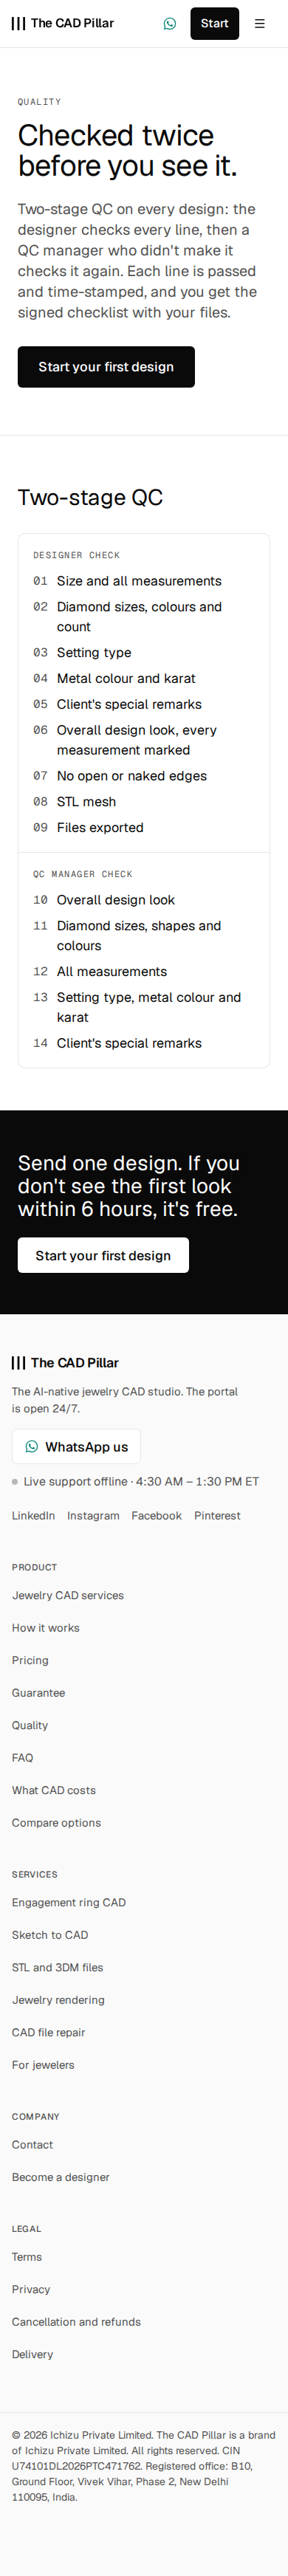 The CAD Pillar
Start
QUALITY
Checked twice
before you see it.
Two-stage QC on every design: the
designer checks every line, then a
QC manager who didn't make it
checks it again. Each line is passed
and time-stamped, and you get the
signed checklist with your files.
Start your first design
Two-stage QC
DESIGNER CHECK
01 Size and all measurements
02 Diamond sizes, colours and
count
03 Setting type
04 Metal colour and karat
05 Client's special remarks
06 Overall design look, every
measurement marked
07 No open or naked edges
08 STL mesh
09 Files exported
QC MANAGER CHECK
10 Overall design look
11 Diamond sizes, shapes and
colours
12 All measurements
13 Setting type, metal colour and
karat
14 Client's special remarks
Send one design. If you
don't see the first look
within 6 hours, it's free.
Start your first design
The CAD Pillar
The AI-native jewelry CAD studio. The portal
is open 24/7.
WhatsApp us
Live support offline · 4:30 AM – 1:30 PM ET
LinkedIn Instagram Facebook Pinterest
PRODUCT
Jewelry CAD services
How it works
Pricing
Guarantee
Quality
FAQ
What CAD costs
Compare options
SERVICES
Engagement ring CAD
Sketch to CAD
STL and 3DM files
Jewelry rendering
CAD file repair
For jewelers
COMPANY
Contact
Become a designer
LEGAL
Terms
Privacy
Cancellation and refunds
Delivery
© 2026 Ichizu Private Limited. The CAD Pillar is a brand
of Ichizu Private Limited. All rights reserved. CIN
U74101DL2026PTC471762. Registered office: B10,
Ground Floor, Vivek Vihar, Phase 2, New Delhi
110095, India.